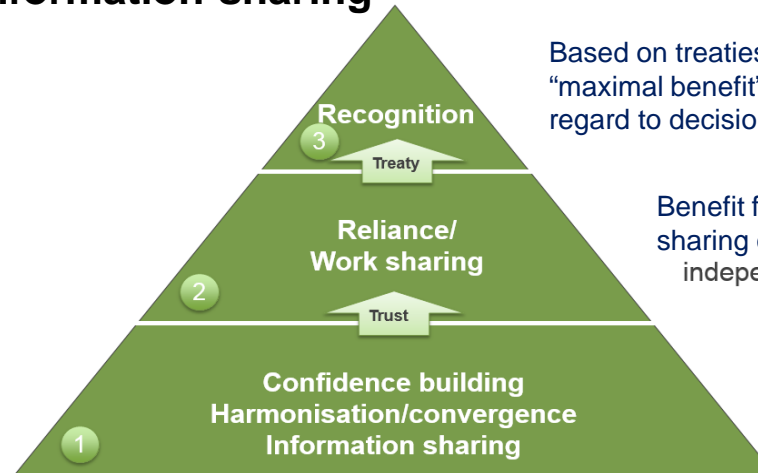 formation sharing
Based on treaties
"maximal benefit"
regard to decisio
Recognition
3
Treaty
Benefit f
sharing
indepe
Reliance/
Work sharing
2
Trust
Confidence building
Harmonisation/convergence
Information sharing
1